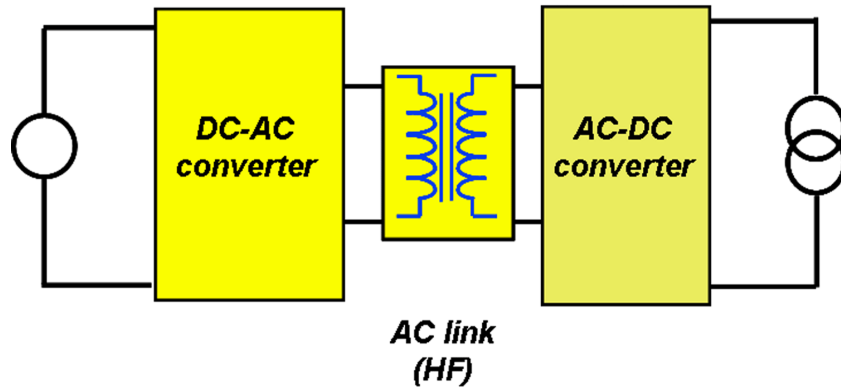 DC-AC
converter
AC-DC
converter
AC link
(HF)